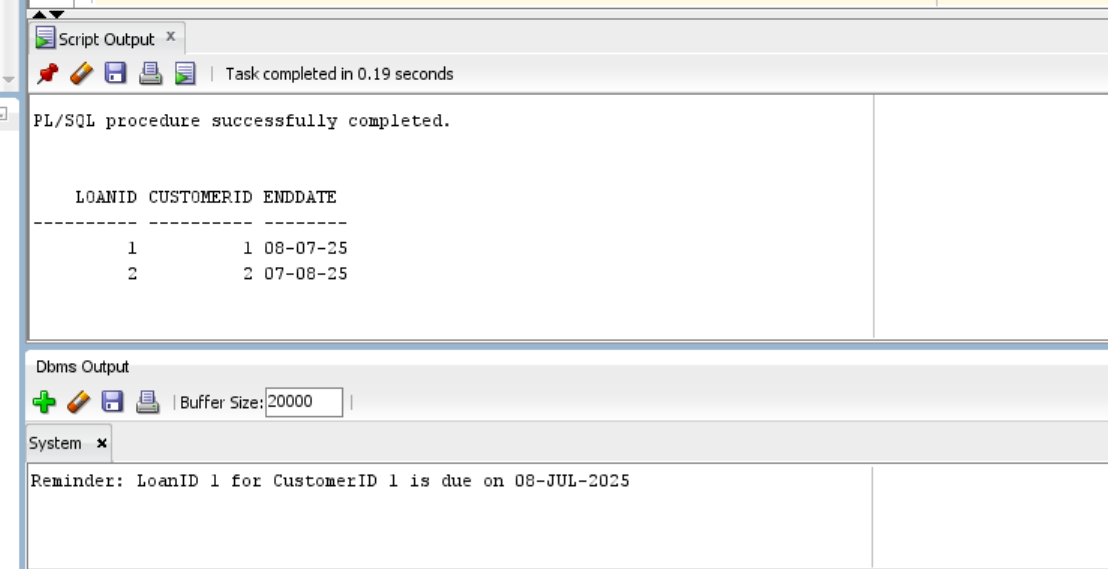 Script Output x
Task completed in 0.19 seconds
PL/SQL procedure successfully completed.
LOANID CUSTOMERID ENDDATE
---------- ---------- --------
1 1 08-07-25
2 2 07-08-25
Dbms Output
Buffer Size: 20000
System x
Reminder: LoanID 1 for CustomerID 1 is due on 08-JUL-2025